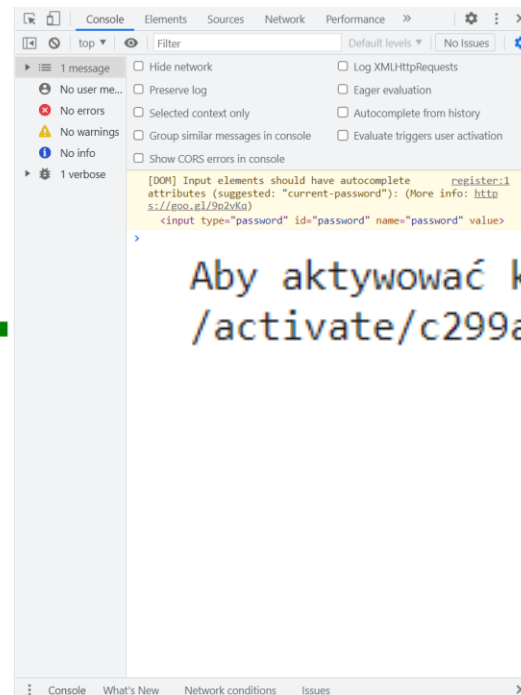 Console Elements Sources Network Performance »
top ▼ Filter Default levels ▼ No Issues
1 message
No user me...
No errors
No warnings
No info
1 verbose
Hide network Log XMLHttpRequests
Preserve log Eager evaluation
Selected context only Autocomplete from history
Group similar messages in console Evaluate triggers user activation
Show CORS errors in console
[DOM] Input elements should have autocomplete register:1
attributes (suggested: "current-password"): (More info: http
s://goo.gl/9p2vKq)
<input type="password" id="password" name="password" value>
>
Aby aktywować k
/activate/c299a
Console What's New Network conditions Issues